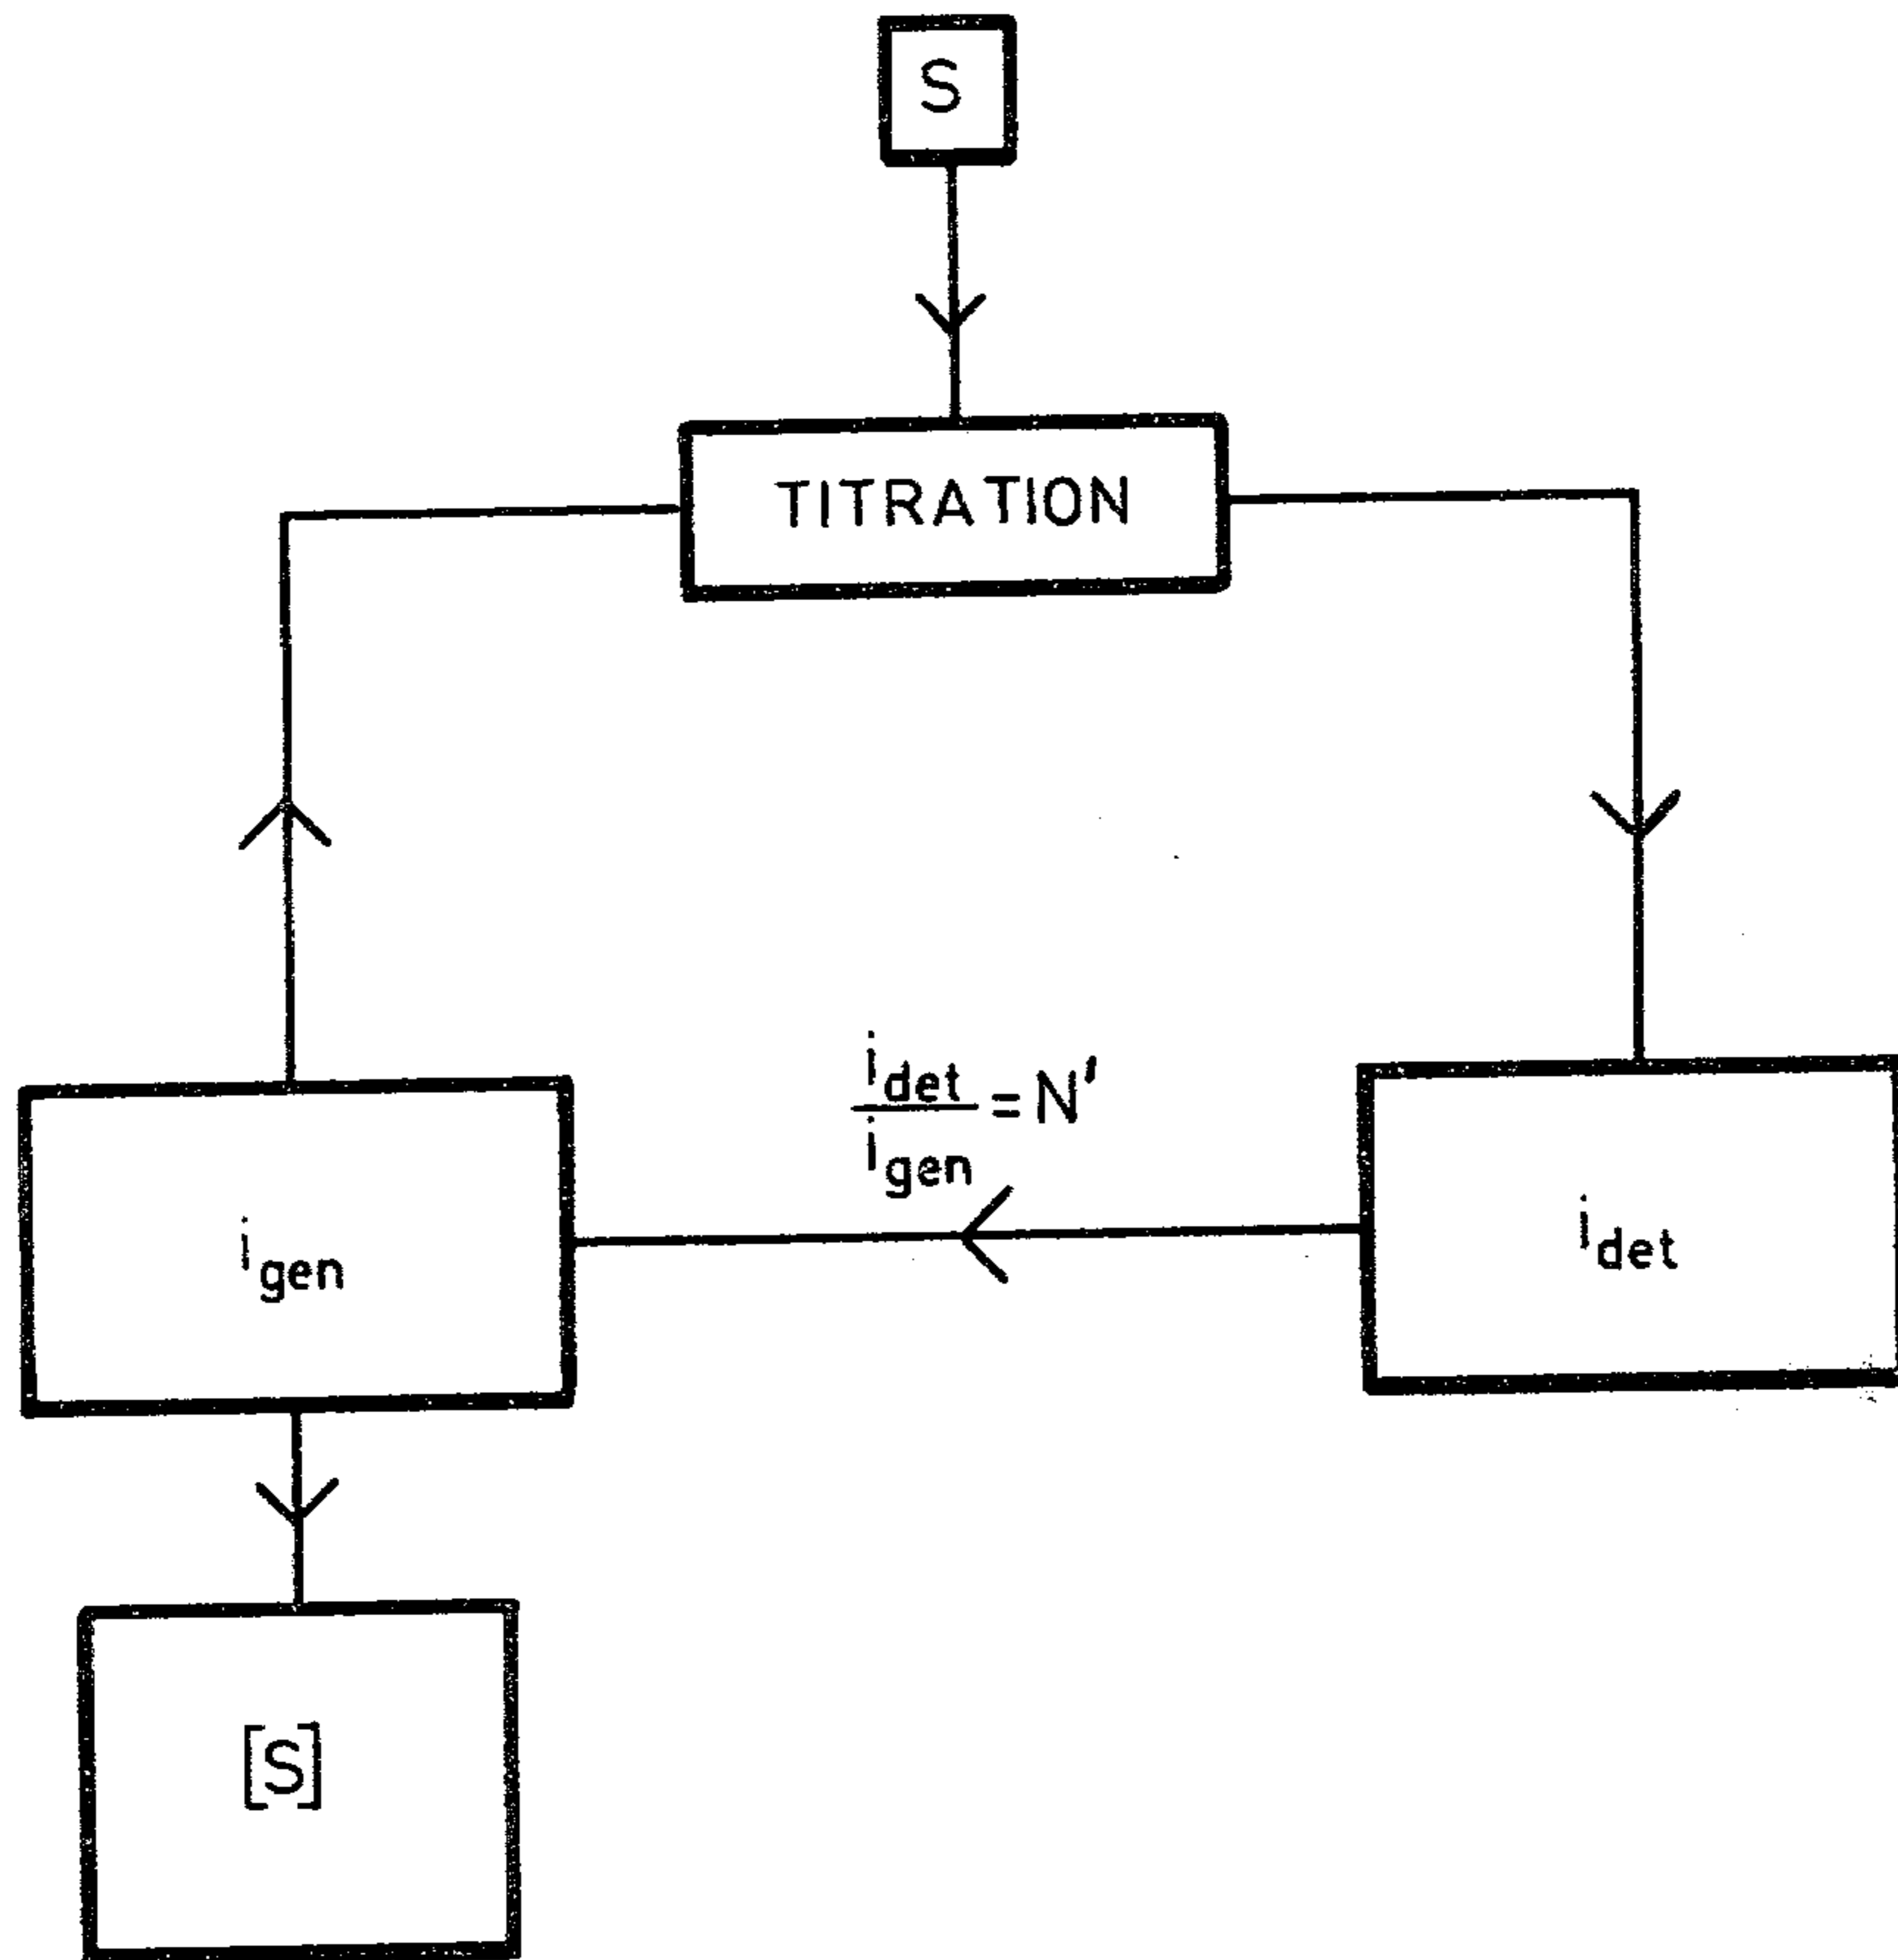 S
TITRATION
i_det / i_gen = N′
i_gen
i_det
[S]